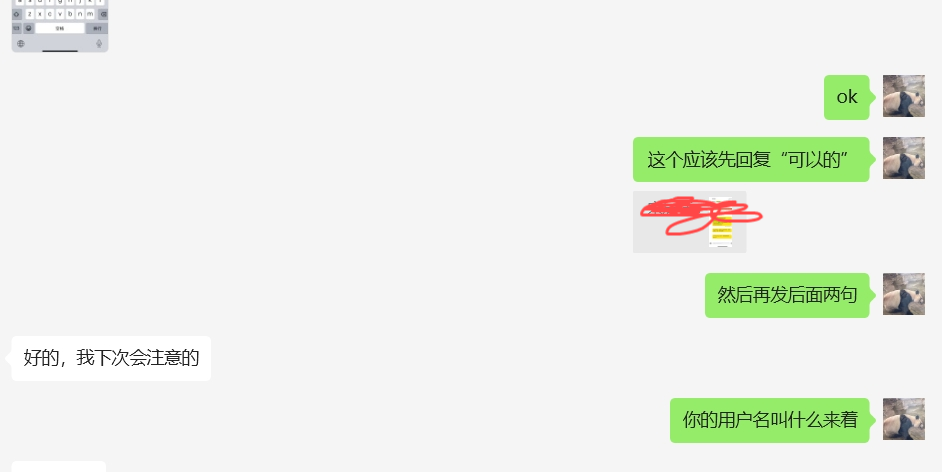 z x c v b n m
ok
这个应该先回复“可以的”
然后再发后面两句
好的，我下次会注意的
你的用户名叫什么来着